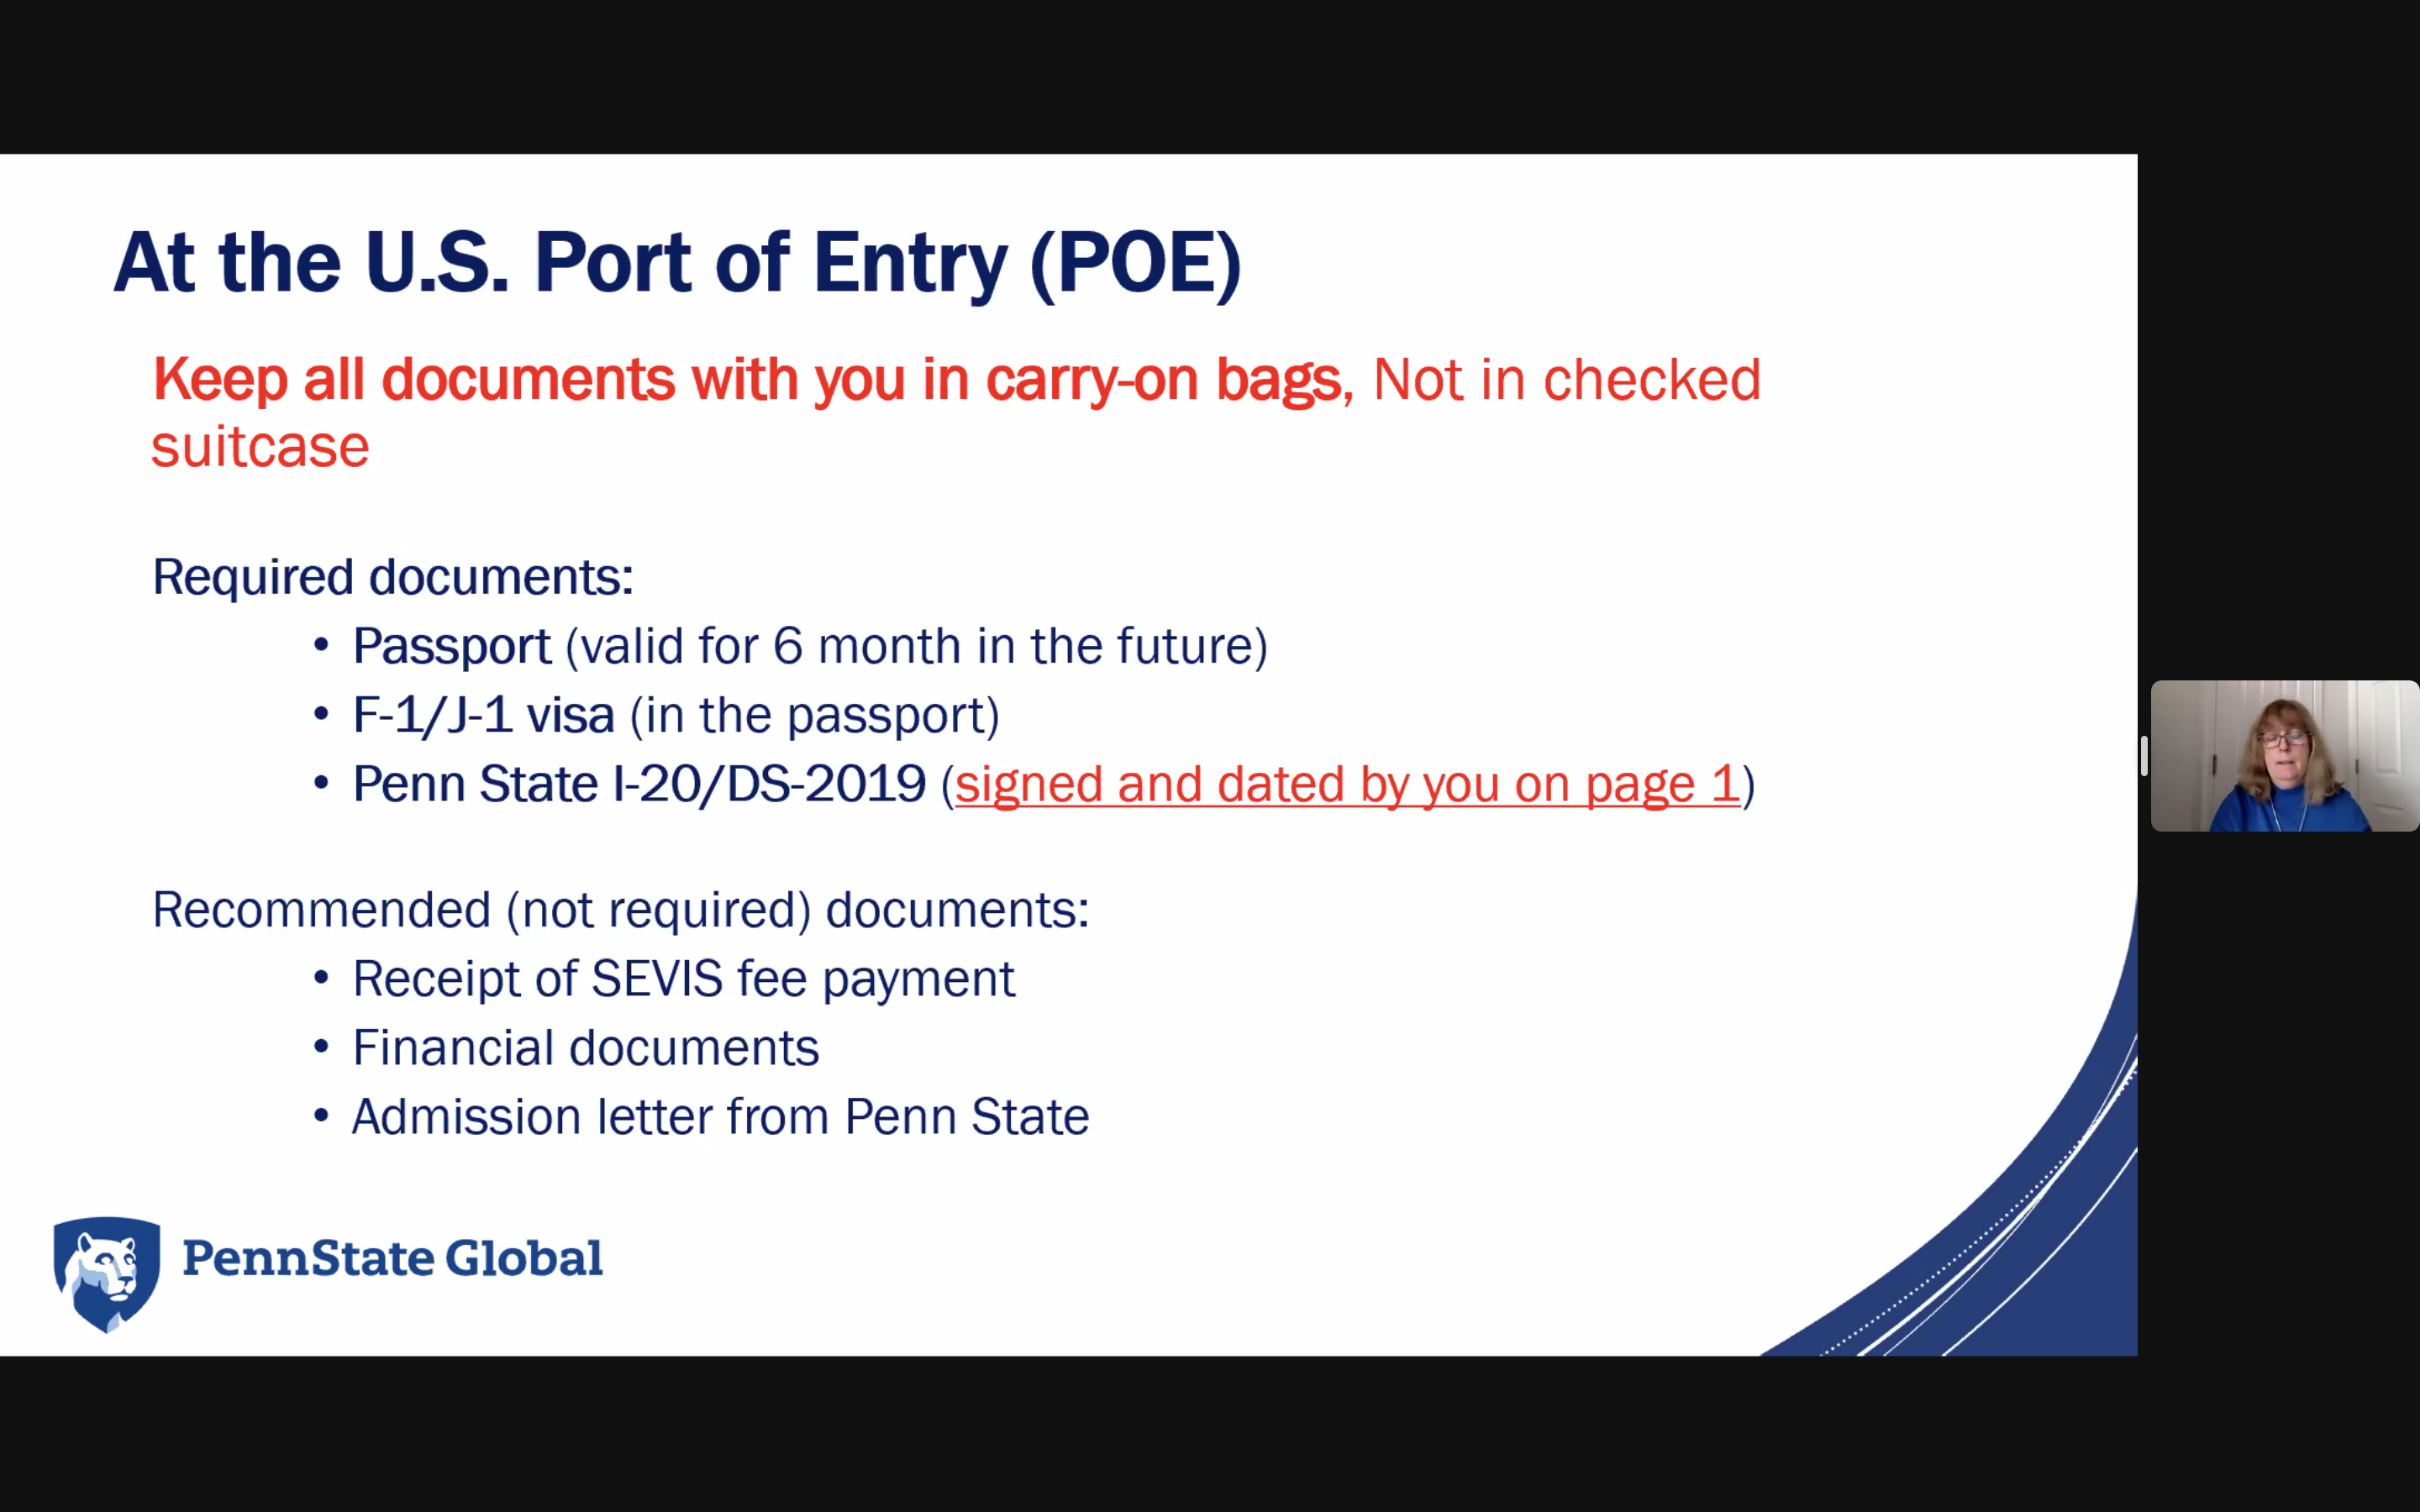 At the U.S. Port of Entry (POE)
Keep all documents with you in carry-on bags, Not in checked
suitcase
Required documents:
• Passport (valid for 6 month in the future)
• F-1/J-1 visa (in the passport)
• Penn State I-20/DS-2019 (signed and dated by you on page 1)
Recommended (not required) documents:
• Receipt of SEVIS fee payment
• Financial documents
• Admission letter from Penn State
PennState Global